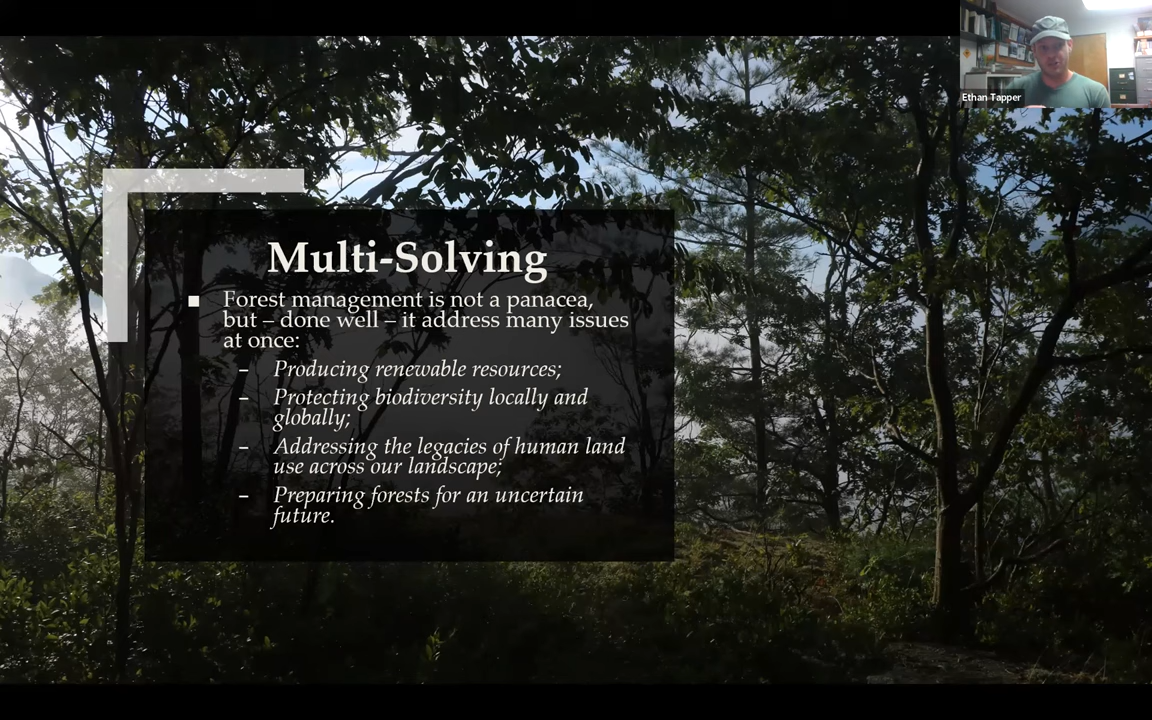 Ethan Tapper
Multi-Solving
■ Forest management is not a panacea,
but – done well – it address many issues
at once:
– Producing renewable resources;
– Protecting biodiversity locally and
globally;
– Addressing the legacies of human land
use across our landscape;
– Preparing forests for an uncertain
future.